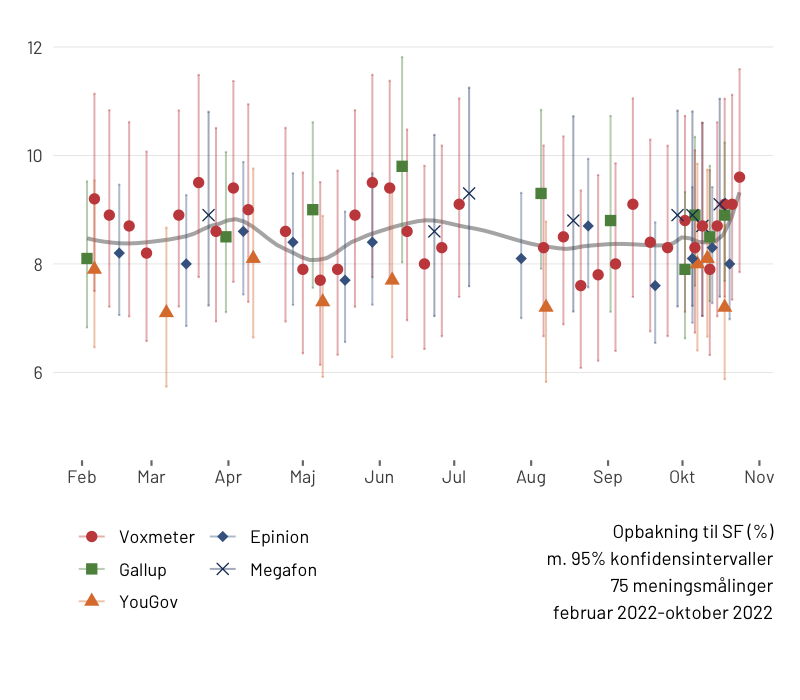 12
10
8
6
Feb Mar Apr Maj Jun Jul Aug Sep Okt Nov
Voxmeter Epinion
Gallup Megafon
YouGov
Opbakning til SF (%)
m. 95% konfidensintervaller
75 meningsmålinger
februar 2022-oktober 2022